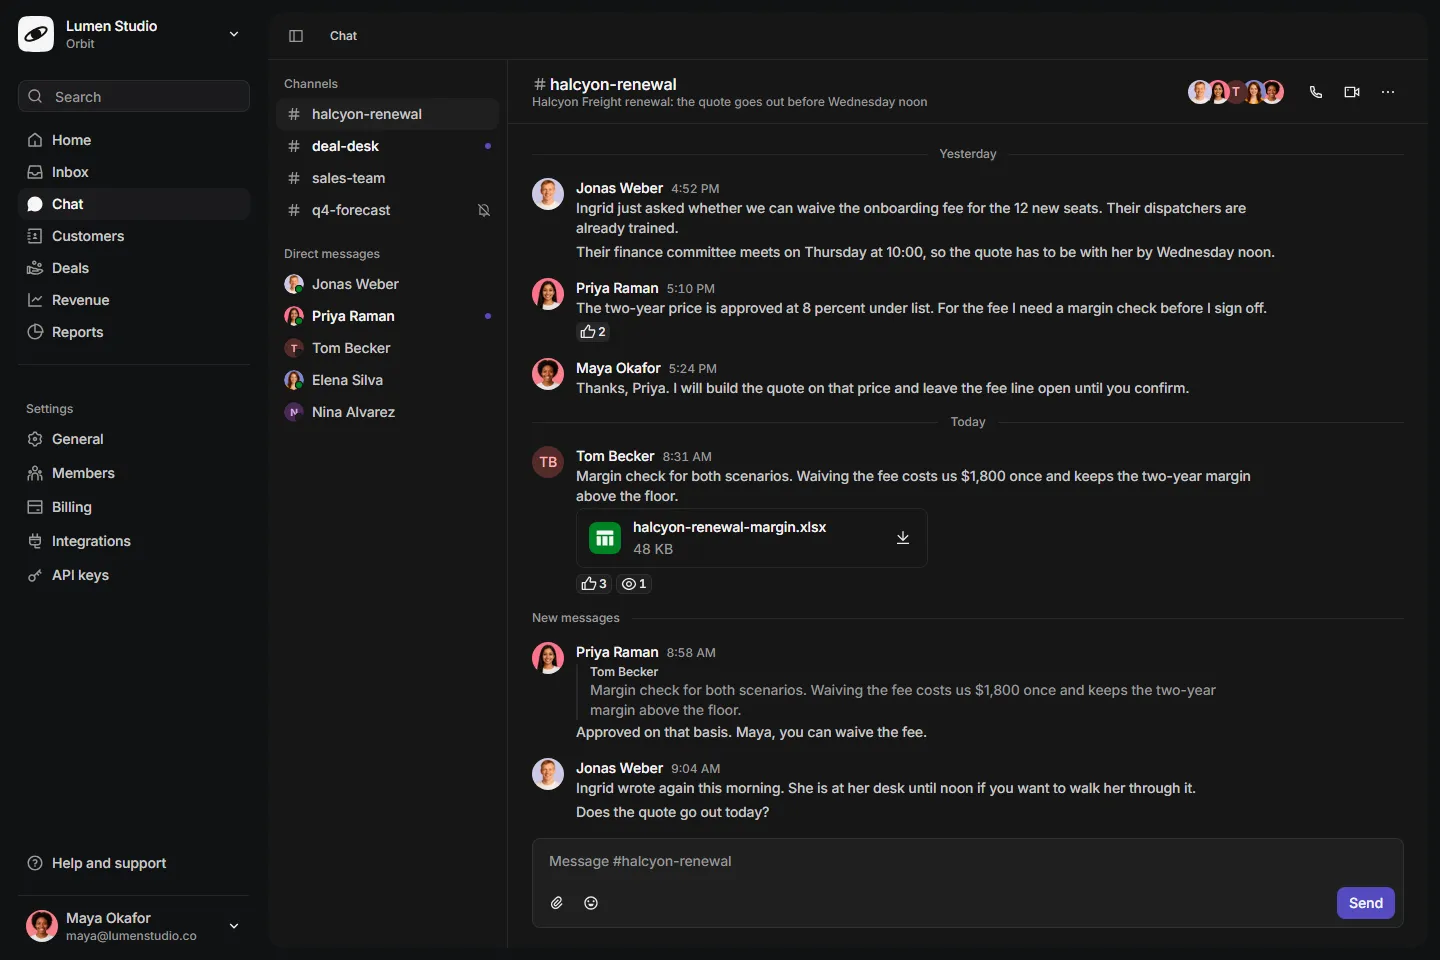 Lumen Studio
Orbit
Search
Home
Inbox
Chat
Customers
Deals
Revenue
Reports
Settings
General
Members
Billing
Integrations
API keys
Help and support
Maya Okafor
maya@lumenstudio.co
Chat
Channels
# halcyon-renewal
# deal-desk
# sales-team
# q4-forecast
Direct messages
Jonas Weber
Priya Raman
T Tom Becker
Elena Silva
N Nina Alvarez
# halcyon-renewal
Halcyon Freight renewal: the quote goes out before Wednesday noon
T
Yesterday
Jonas Weber 4:52 PM
Ingrid just asked whether we can waive the onboarding fee for the 12 new seats. Their dispatchers are
already trained.
Their finance committee meets on Thursday at 10:00, so the quote has to be with her by Wednesday noon.
Priya Raman 5:10 PM
The two-year price is approved at 8 percent under list. For the fee I need a margin check before I sign off.
2
Maya Okafor 5:24 PM
Thanks, Priya. I will build the quote on that price and leave the fee line open until you confirm.
Today
TB
Tom Becker 8:31 AM
Margin check for both scenarios. Waiving the fee costs us $1,800 once and keeps the two-year margin
above the floor.
halcyon-renewal-margin.xlsx
48 KB
3 1
New messages
Priya Raman 8:58 AM
Tom Becker
Margin check for both scenarios. Waiving the fee costs us $1,800 once and keeps the two-year
margin above the floor.
Approved on that basis. Maya, you can waive the fee.
Jonas Weber 9:04 AM
Ingrid wrote again this morning. She is at her desk until noon if you want to walk her through it.
Does the quote go out today?
Message #halcyon-renewal
Send